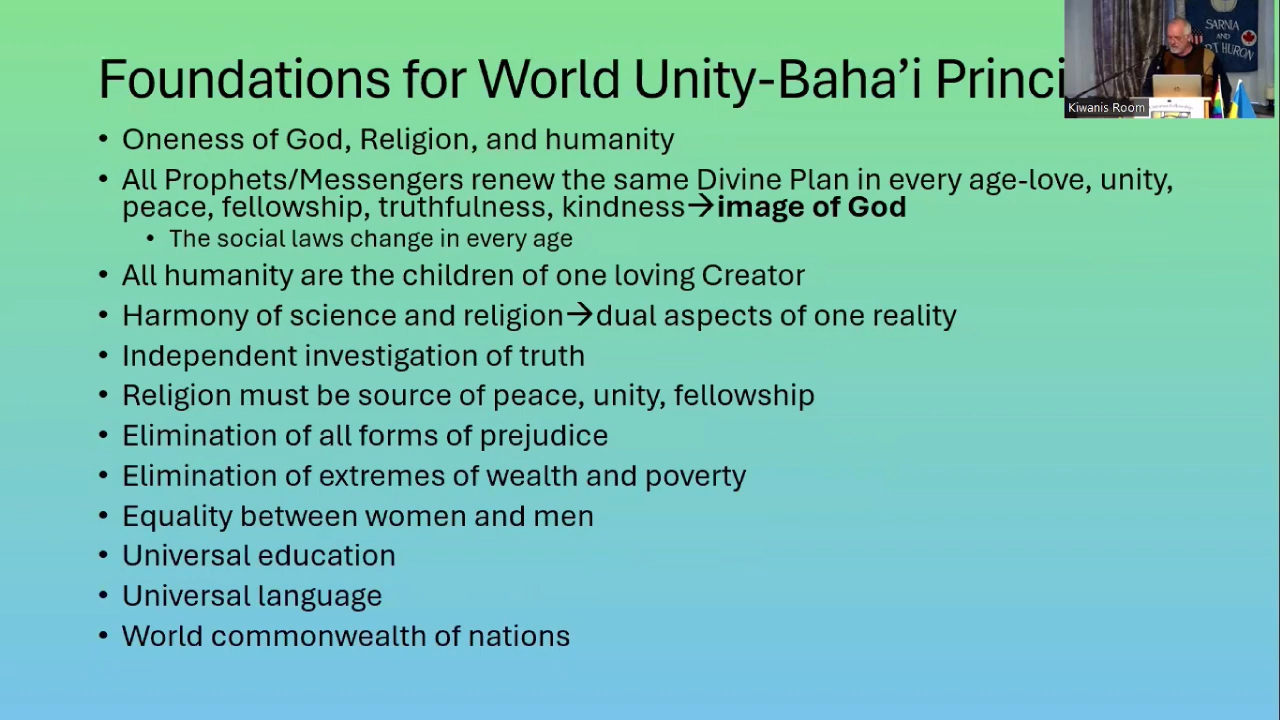 Foundations for World Unity-Baha’i Princi
SARNIA
AND
RT HURON
Kiwanis Room
• Oneness of God, Religion, and humanity
• All Prophets/Messengers renew the same Divine Plan in every age-love, unity,
peace, fellowship, truthfulness, kindness→image of God
• The social laws change in every age
• All humanity are the children of one loving Creator
• Harmony of science and religion→dual aspects of one reality
• Independent investigation of truth
• Religion must be source of peace, unity, fellowship
• Elimination of all forms of prejudice
• Elimination of extremes of wealth and poverty
• Equality between women and men
• Universal education
• Universal language
• World commonwealth of nations